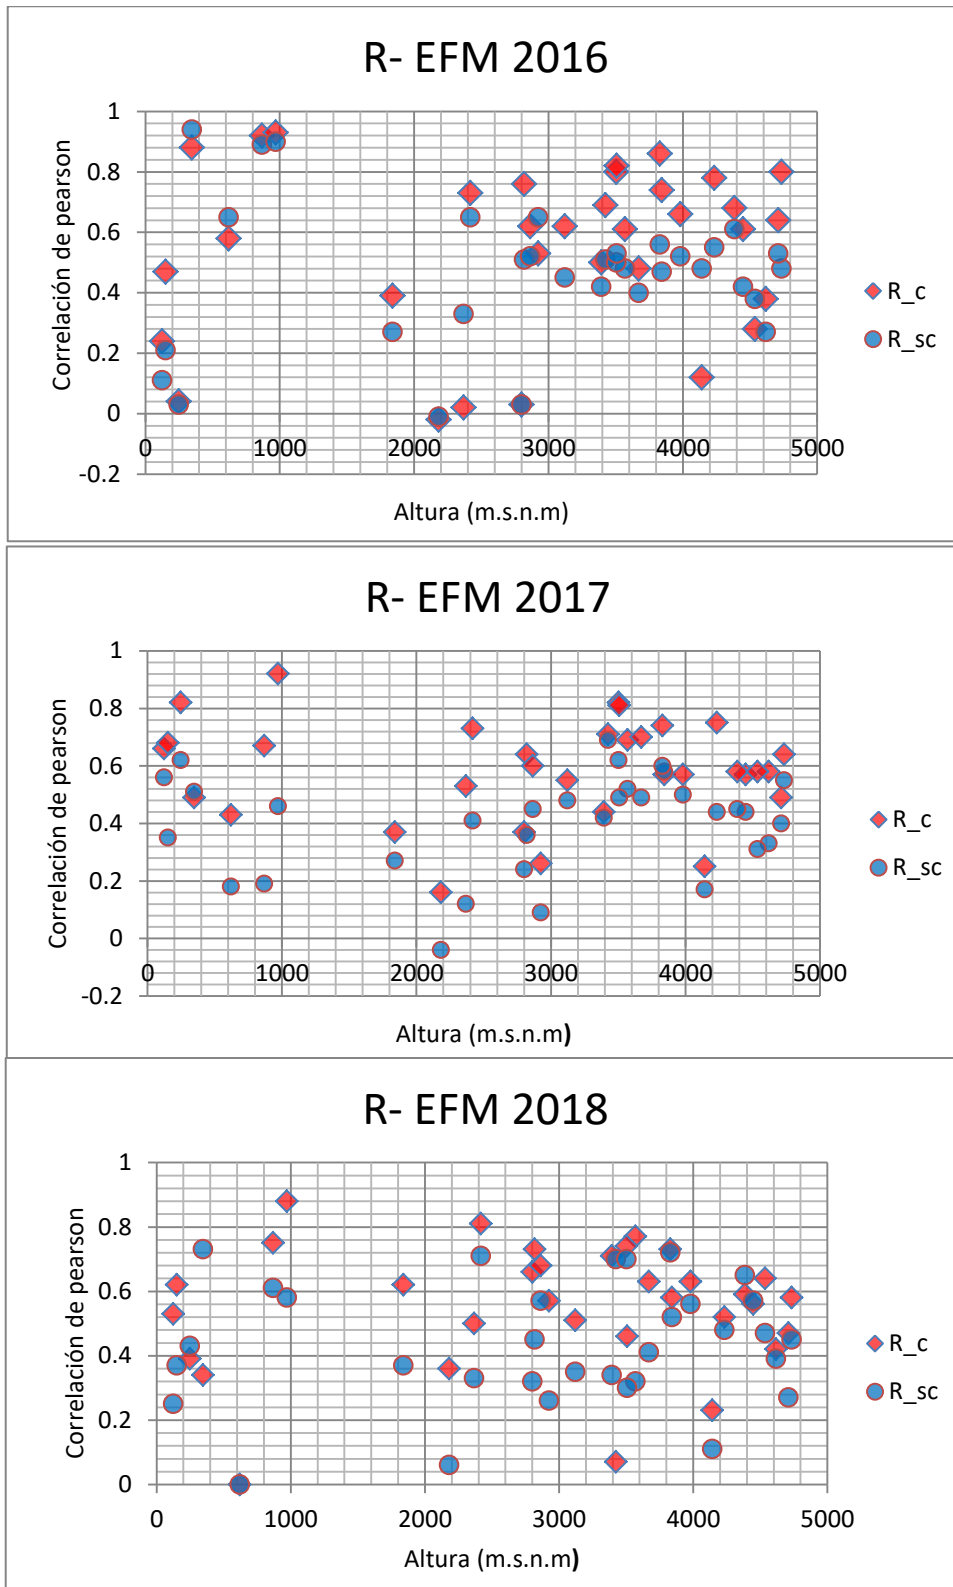 R- EFM 2016
1
0.8
0.6
0.4
0.2
0
-0.2
0 1000 2000 3000 4000 5000
Correlación de pearson
Altura (m.s.n.m)
R_c
R_sc
R- EFM 2017
1
0.8
0.6
0.4
0.2
0
-0.2
0 1000 2000 3000 4000 5000
Correlación de pearson
Altura (m.s.n.m)
R_c
R_sc
R- EFM 2018
1
0.8
0.6
0.4
0.2
0
0 1000 2000 3000 4000 5000
Correlación de pearson
Altura (m.s.n.m)
R_c
R_sc